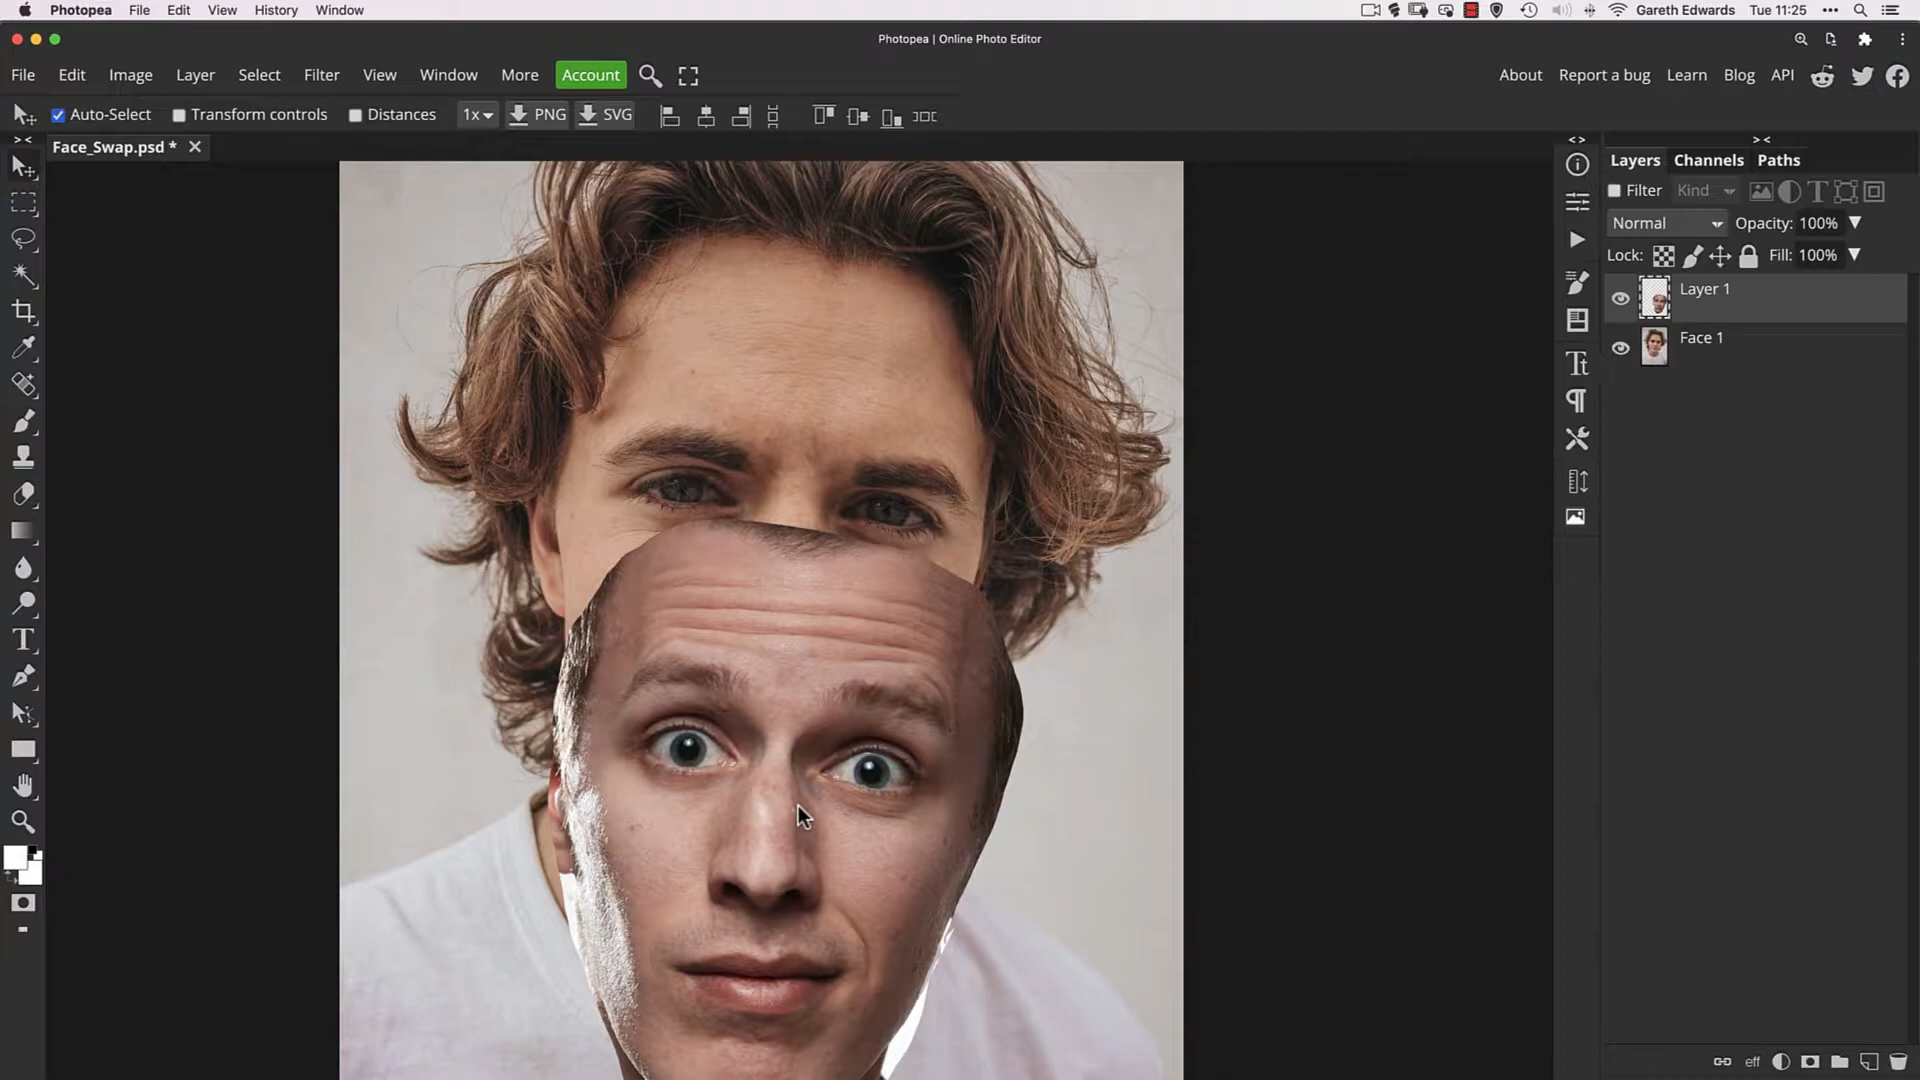 Photopea File Edit View History Window Gareth Edwards Tue 11:25
Photopea | Online Photo Editor
File Edit Image Layer Select Filter View Window More Account About Report a bug Learn Blog API
Auto-Select Transform controls Distances 1x PNG SVG
Face_Swap.psd *
Layers Channels Paths
Filter Kind
Normal Opacity: 100%
Lock: Fill: 100%
Layer 1
Face 1
eff